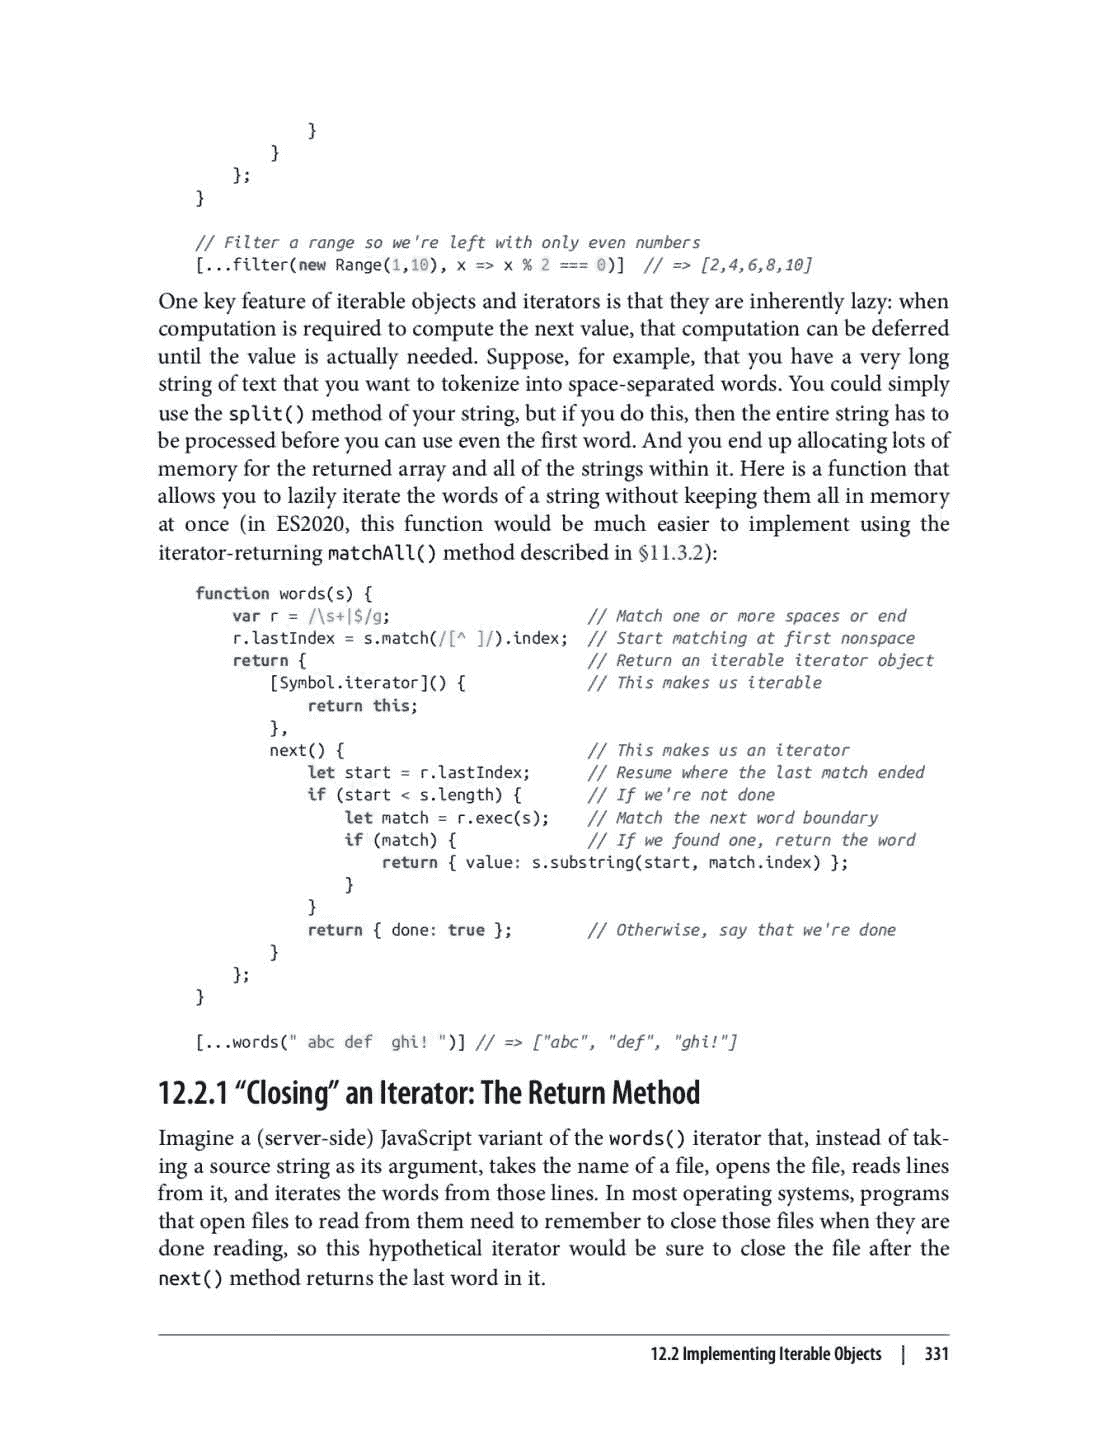 }
        }
    };
}
// Filter a range so we're left with only even numbers
[...filter(new Range(1,10), x => x % 2 === 0)]  // => [2,4,6,8,10]
One key feature of iterable objects and iterators is that they are inherently lazy: when
computation is required to compute the next value, that computation can be deferred
until the value is actually needed. Suppose, for example, that you have a very long
string of text that you want to tokenize into space-separated words. You could simply
use the split() method of your string, but if you do this, then the entire string has to
be processed before you can use even the first word. And you end up allocating lots of
memory for the returned array and all of the strings within it. Here is a function that
allows you to lazily iterate the words of a string without keeping them all in memory
at once (in ES2020, this function would be much easier to implement using the
iterator-returning matchAll() method described in §11.3.2):
function words(s) {
    var r = /\s+|$/g;                     // Match one or more spaces or end
    r.lastIndex = s.match(/[^ ]/).index;  // Start matching at first nonspace
    return {                              // Return an iterable iterator object
        [Symbol.iterator]() {             // This makes us iterable
            return this;
        },
        next() {                          // This makes us an iterator
            let start = r.lastIndex;      // Resume where the last match ended
            if (start < s.length) {       // If we're not done
                let match = r.exec(s);    // Match the next word boundary
                if (match) {              // If we found one, return the word
                    return { value: s.substring(start, match.index) };
                }
            }
            return { done: true };        // Otherwise, say that we're done
        }
    };
}
[...words(" abc def  ghi! ")] // => ["abc", "def", "ghi!"]
12.2.1 “Closing” an Iterator: The Return Method
Imagine a (server-side) JavaScript variant of the words() iterator that, instead of tak-
ing a source string as its argument, takes the name of a file, opens the file, reads lines
from it, and iterates the words from those lines. In most operating systems, programs
that open files to read from them need to remember to close those files when they are
done reading, so this hypothetical iterator would be sure to close the file after the
next() method returns the last word in it.
12.2 Implementing Iterable Objects | 331